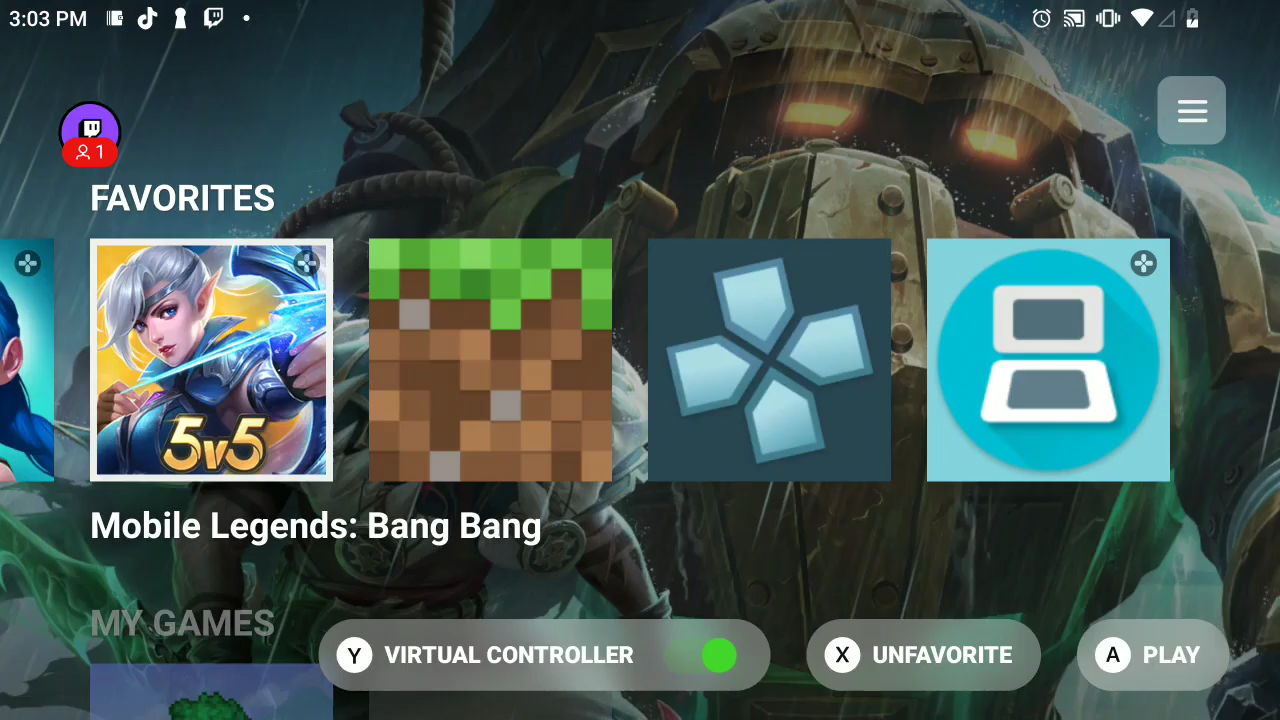 3:03 PM
1
FAVORITES
5v5
Mobile Legends: Bang Bang
MY GAMES
Y VIRTUAL CONTROLLER
X UNFAVORITE
A PLAY